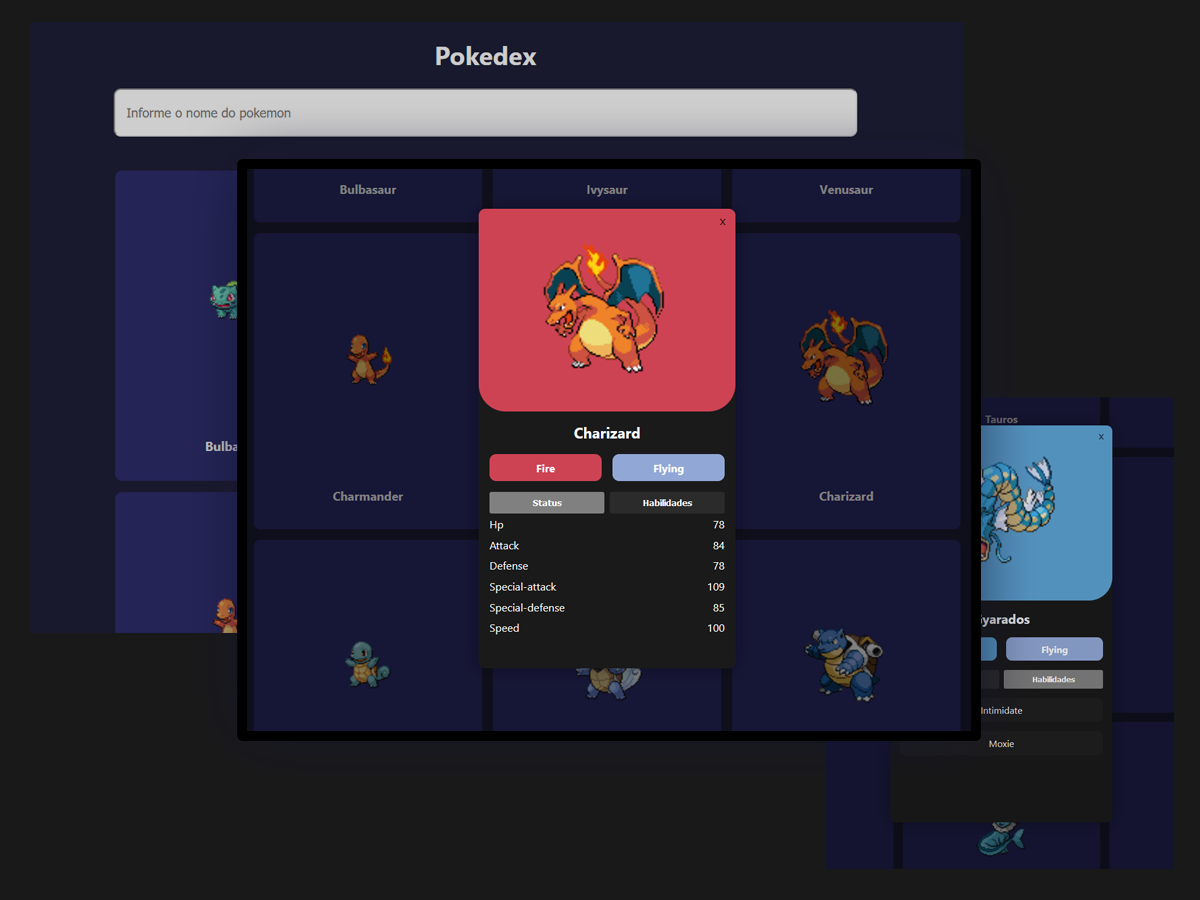 Pokedex
Informe o nome do pokemon
Bulba
Bulbasaur
Ivysaur
Venusaur
x
Charizard
Fire
Flying
Status
Habilidades
Hp 78
Attack 84
Defense 78
Special-attack 109
Special-defense 85
Speed 100
Charmander
Charizard
Tauros
x
yarados
Flying
Habilidades
Intimidate
Moxie